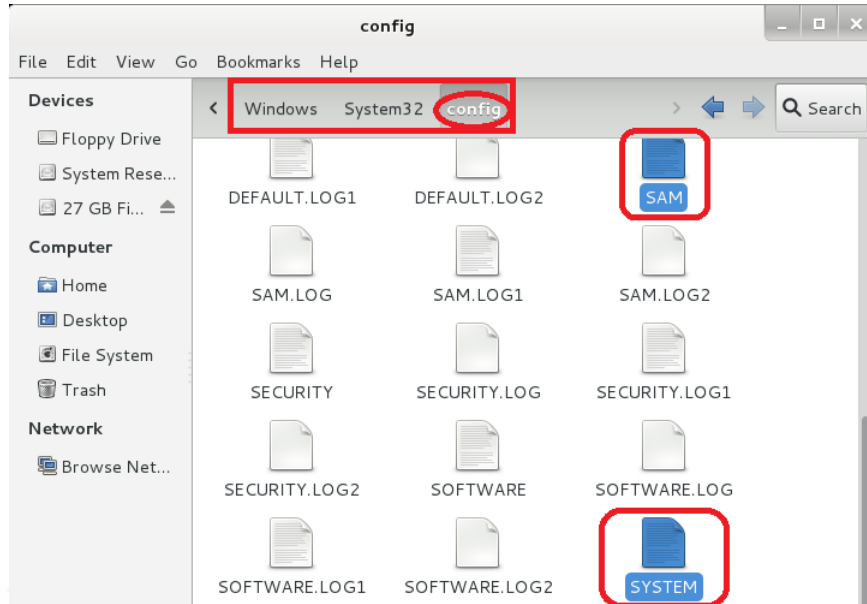 config
File Edit View Go Bookmarks Help
Devices
Floppy Drive
System Rese...
27 GB Fi...
Computer
Home
Desktop
File System
Trash
Network
Browse Net...
Windows System32 config Search
DEFAULT.LOG1 DEFAULT.LOG2 SAM
SAM.LOG SAM.LOG1 SAM.LOG2
SECURITY SECURITY.LOG SECURITY.LOG1
SECURITY.LOG2 SOFTWARE SOFTWARE.LOG
SOFTWARE.LOG1 SOFTWARE.LOG2 SYSTEM